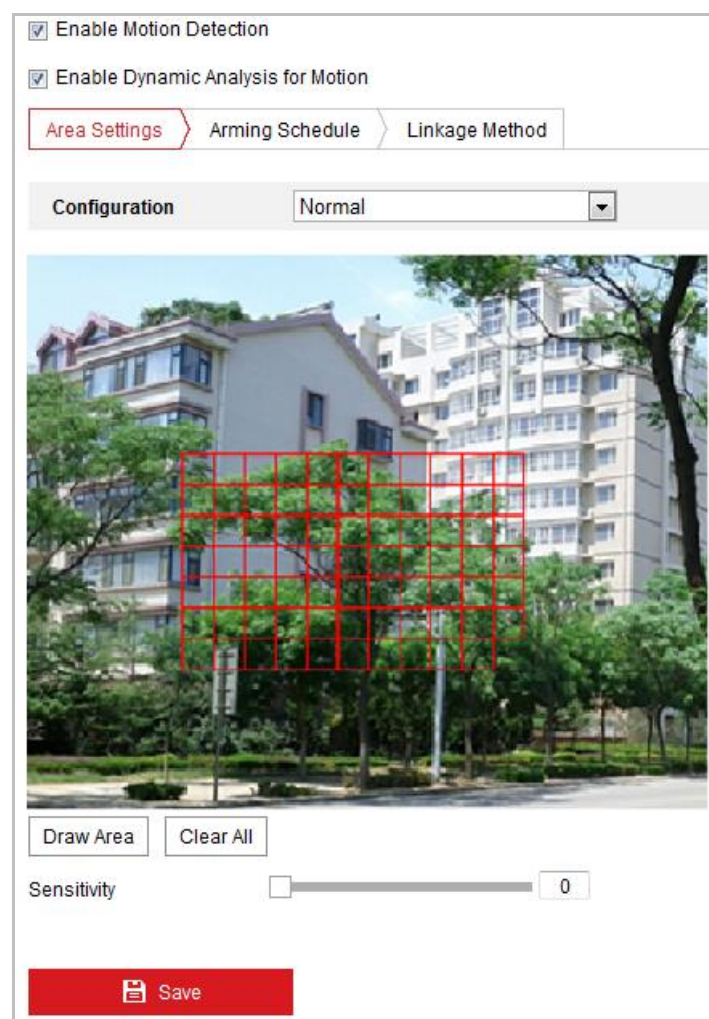 Enable Motion Detection
Enable Dynamic Analysis for Motion
Area Settings Arming Schedule Linkage Method
Configuration Normal
Draw Area Clear All
Sensitivity 0
Save